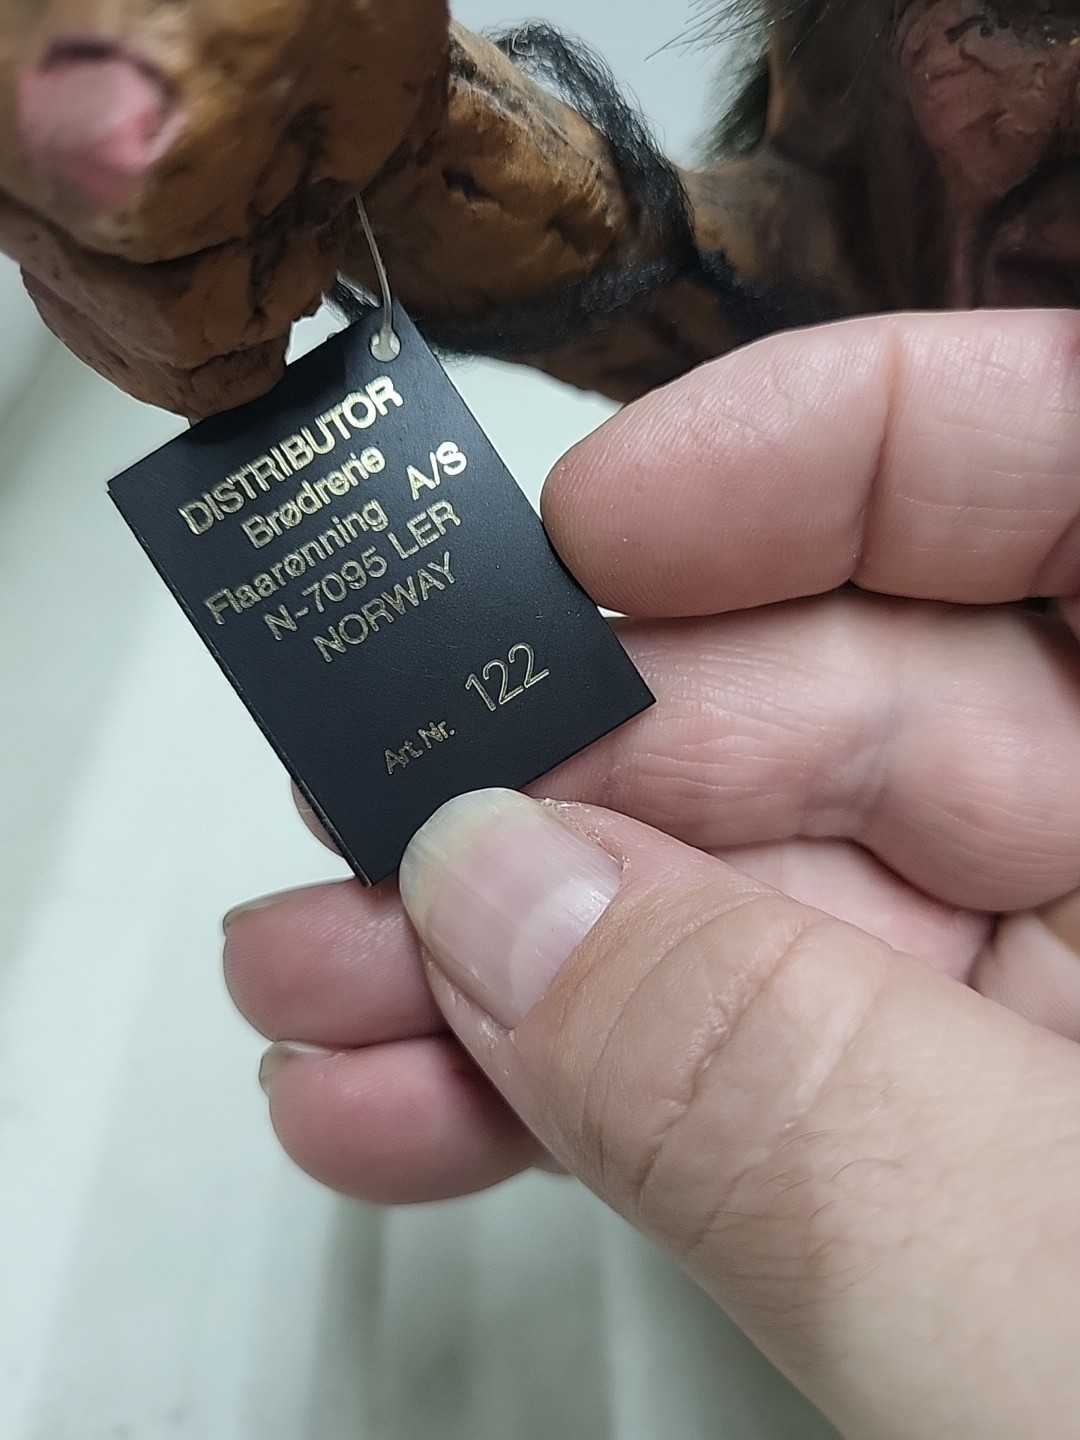 DISTRIBUTOR
Brødrene
Flaarønning A/S
N-7095 LER
NORWAY
Art. Nr. 122